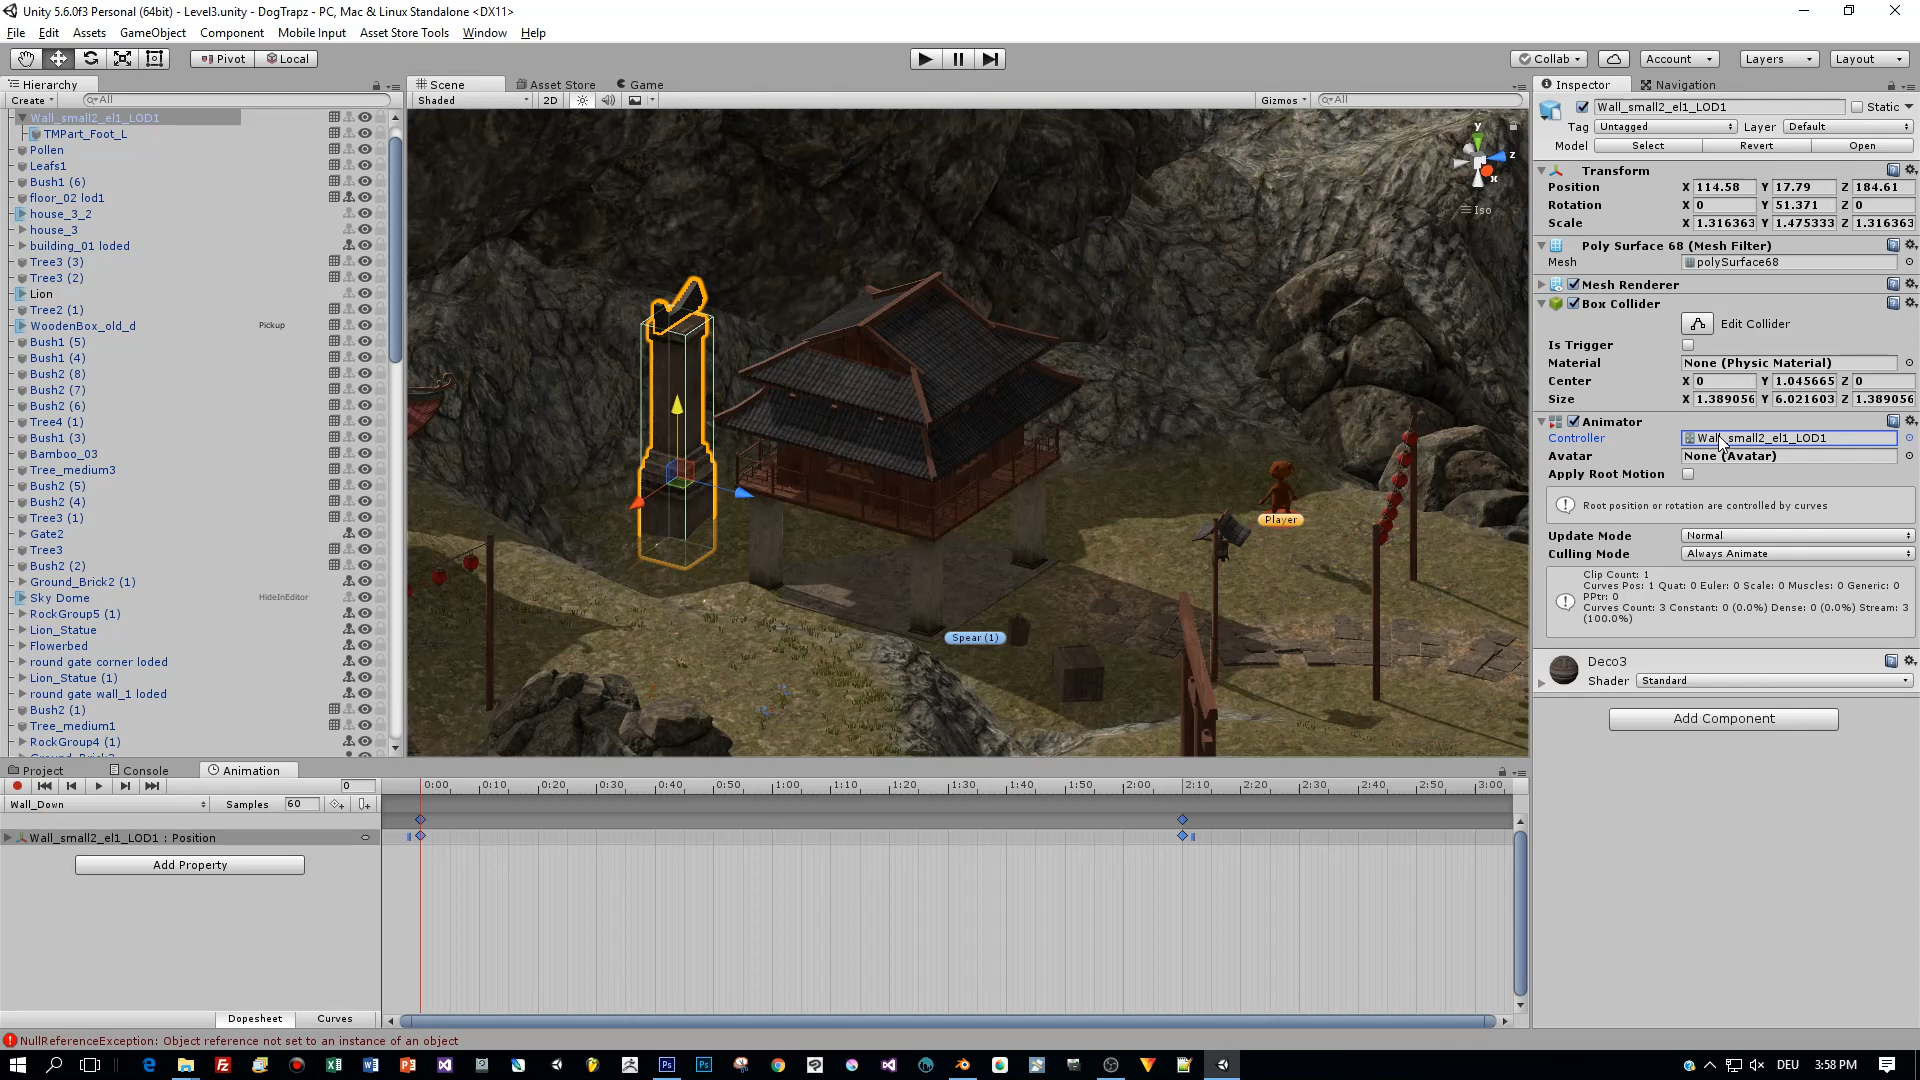 Unity 5.6.0f3 Personal (64bit) - Level3.unity - DogTrapz - PC, Mac & Linux Standalone <DX11>
File Edit Assets GameObject Component Mobile Input Asset Store Tools Window Help
Pivot Local Collab Account Layers Layout
Hierarchy
Create All
Wall_small2_el1_LOD1
TMPart_Foot_L
Pollen
Leafs1
Bush1 (6)
floor_02 lod1
house_3_2
house_3
building_01 loded
Tree3 (3)
Tree3 (2)
Lion
Tree2 (1)
WoodenBox_old_d Pickup
Bush1 (5)
Bush1 (4)
Bush2 (8)
Bush2 (7)
Bush2 (6)
Tree4 (1)
Bush1 (3)
Bamboo_03
Tree_medium3
Bush2 (5)
Bush2 (4)
Tree3 (1)
Gate2
Tree3
Bush2 (2)
Ground_Brick2 (1)
Sky Dome HideInEditor
RockGroup5 (1)
Lion_Statue
Flowerbed
round gate corner loded
Lion_Statue (1)
round gate wall_1 loded
Bush2 (1)
Tree_medium1
RockGroup4 (1)
Scene Asset Store Game
Shaded 2D Gizmos All
y
z
x
Iso
Player
Spear (1)
Inspector Navigation
Wall_small2_el1_LOD1 Static
Tag Untagged Layer Default
Model Select Revert Open
Transform
Position X 114.58 Y 17.79 Z 184.61
Rotation X 0 Y 51.371 Z 0
Scale X 1.316363 Y 1.475333 Z 1.316363
Poly Surface 68 (Mesh Filter)
Mesh polySurface68
Mesh Renderer
Box Collider
Edit Collider
Is Trigger
Material None (Physic Material)
Center X 0 Y 1.045665 Z 0
Size X 1.389056 Y 6.021603 Z 1.389056
Animator
Controller Wall_small2_el1_LOD1
Avatar None (Avatar)
Apply Root Motion
Root position or rotation are controlled by curves
Update Mode Normal
Culling Mode Always Animate
Clip Count: 1
Curves Pos: 1 Quat: 0 Euler: 0 Scale: 0 Muscles: 0 Generic: 0
PPtr: 0
Curves Count: 3 Constant: 0 (0.0%) Dense: 0 (0.0%) Stream: 3
(100.0%)
Deco3
Shader Standard
Add Component
Project Console Animation
0 0:00 0:10 0:20 0:30 0:40 0:50 1:00 1:10 1:20 1:30 1:40 1:50 2:00 2:10 2:20 2:30 2:40 2:50 3:00
Wall_Down Samples 60
Wall_small2_el1_LOD1 : Position
Add Property
Dopesheet Curves
NullReferenceException: Object reference not set to an instance of an object
DEU 3:58 PM